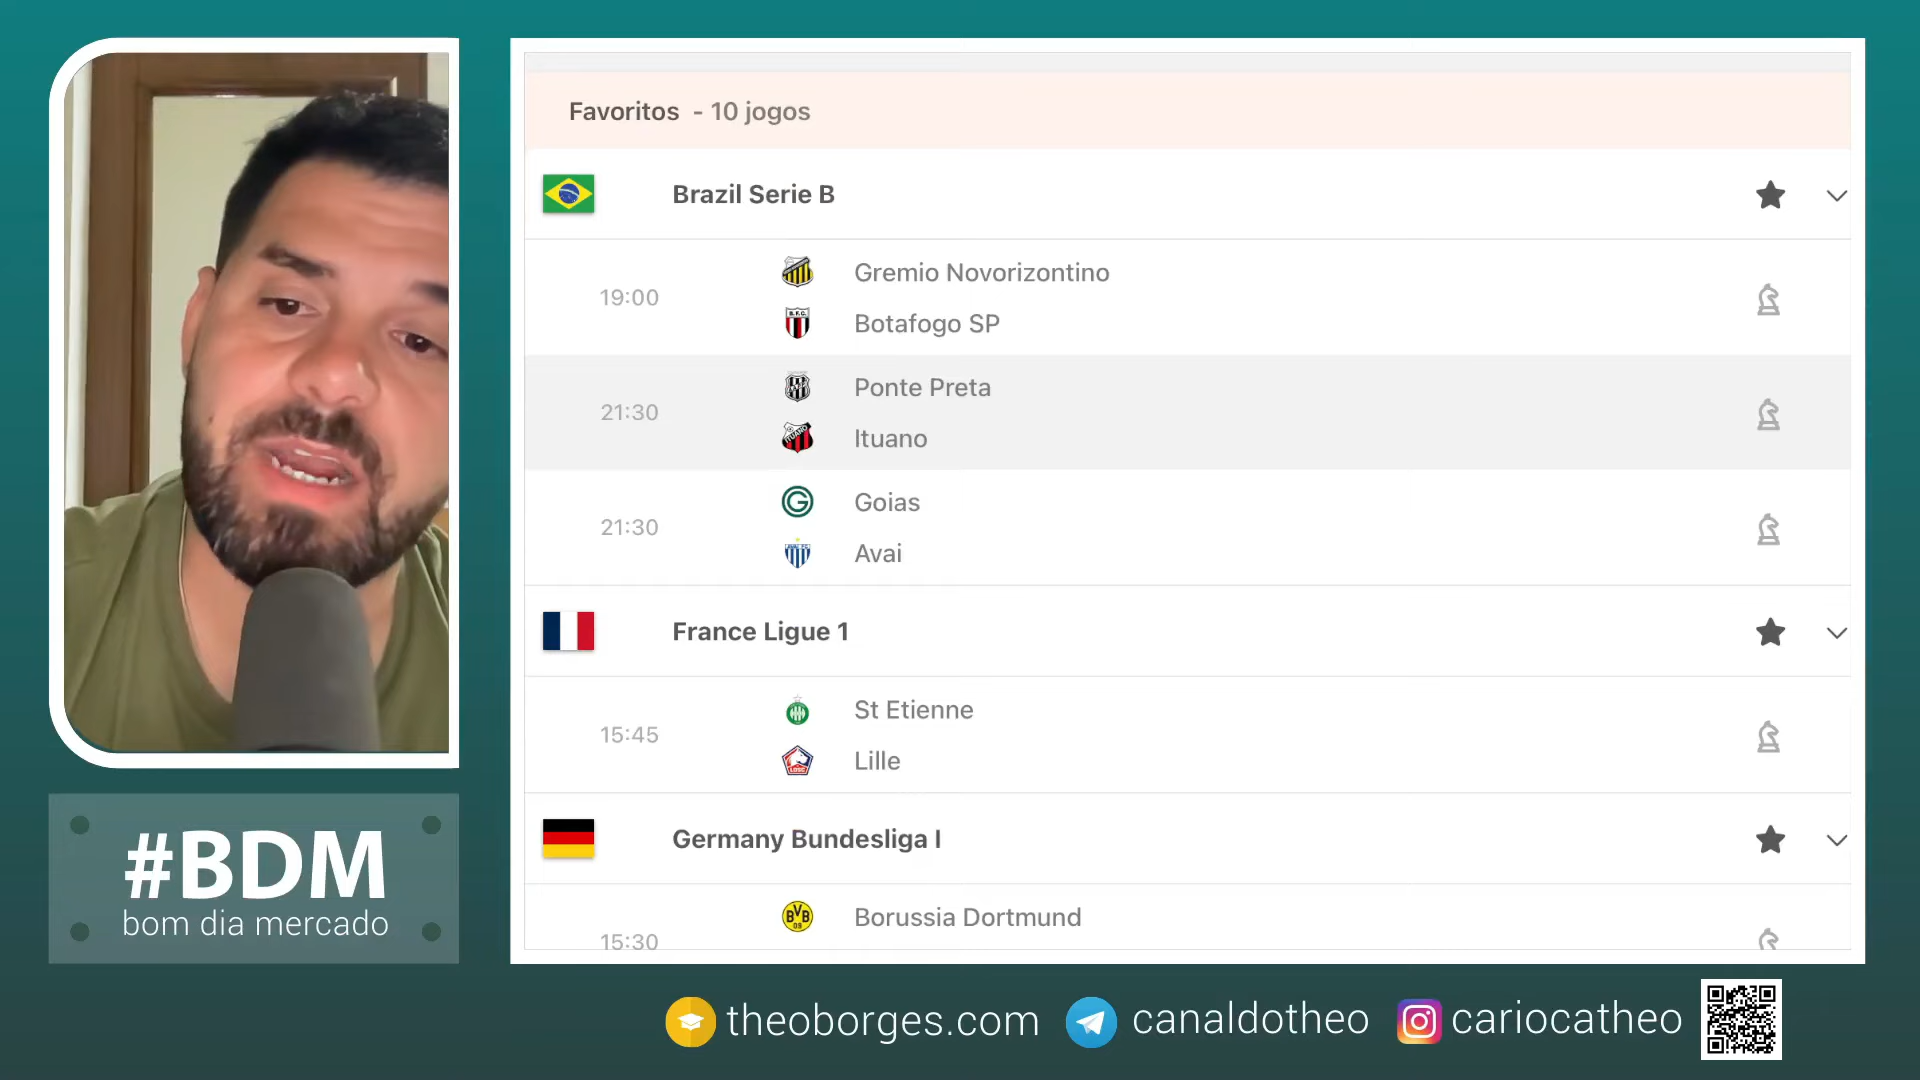 Favoritos - 10 jogos
Brazil Serie B
19:00
Gremio Novorizontino
Botafogo SP
21:30
Ponte Preta
Ituano
21:30
Goias
Avai
France Ligue 1
15:45
St Etienne
Lille
Germany Bundesliga I
15:30
Borussia Dortmund
#BDM
bom dia mercado
theoborges.com
canaldotheo
cariocatheo